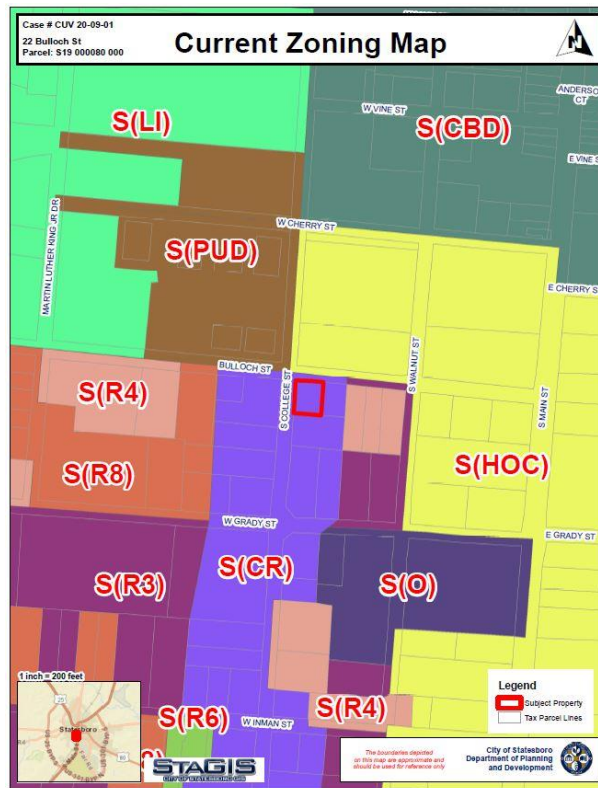 Case # CUV 20-09-01
22 Bulloch St
Parcel: S19 000080 000
Current Zoning Map
N
ANDERSON CT
S(LI)
W VINE ST
S(CBD)
E VINE S
MARTIN LUTHER KING JR DR
W CHERRY ST
S(PUD)
E CHERRY S
S WALNUT ST
BULLOCH ST
S(R4)
S COLLEGE ST
S MAIN ST
S(R8)
S(HOC)
W GRADY ST
E GRADY ST
S(CR)
S(R3)
S(O)
1 inch = 200 feet
25
Statesboro
Legend
Subject Property
Tax Parcel Lines
S(R6)
S(R4)
W INMAN ST
STAGIS
The bounderies depicted
on this map are approximate and
should be used for reference only
City of Statesboro
Department of Planning
and Development